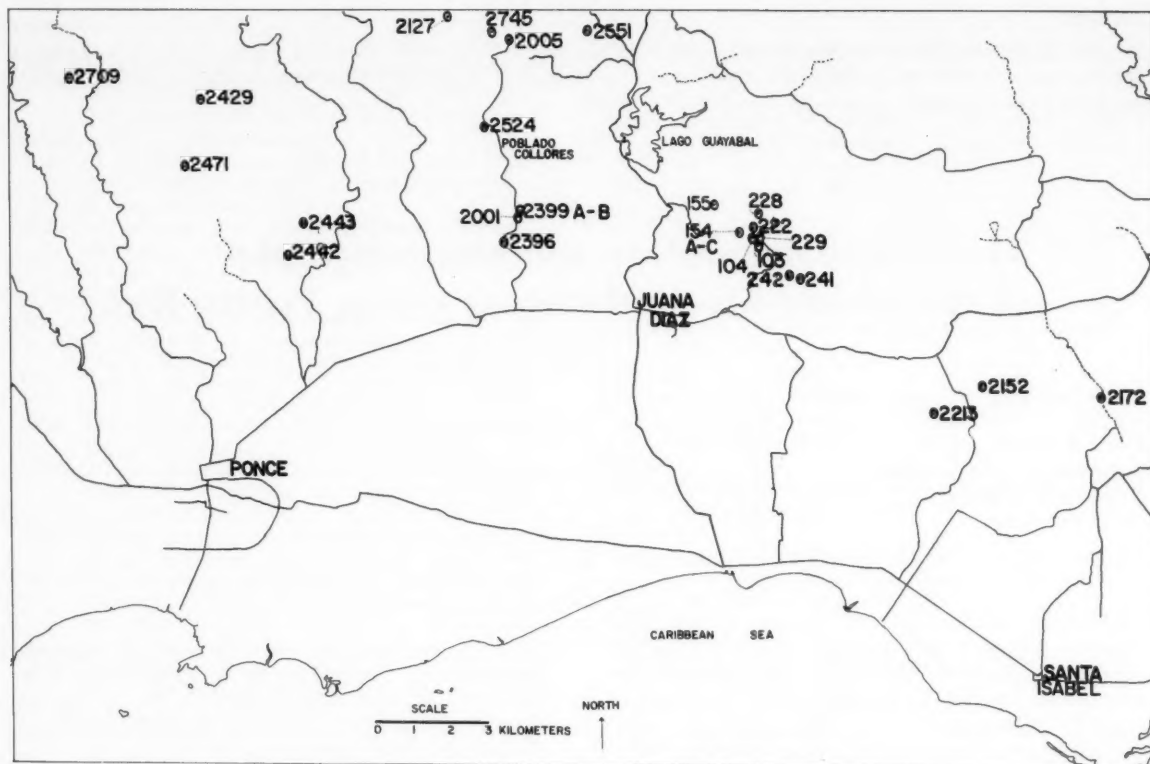 2127
2745
2005
2551
2709
2429
2524
POBLADO
COLLORES
LAGO GUAYABAL
2471
155
228
2399 A-B
2001
222
2443
154
A-C
229
2396
2442
104
103
242
241
JUANA
DIAZ
2152
2172
2213
PONCE
CARIBBEAN SEA
SANTA
ISABEL
SCALE
0 1 2 3 KILOMETERS
NORTH